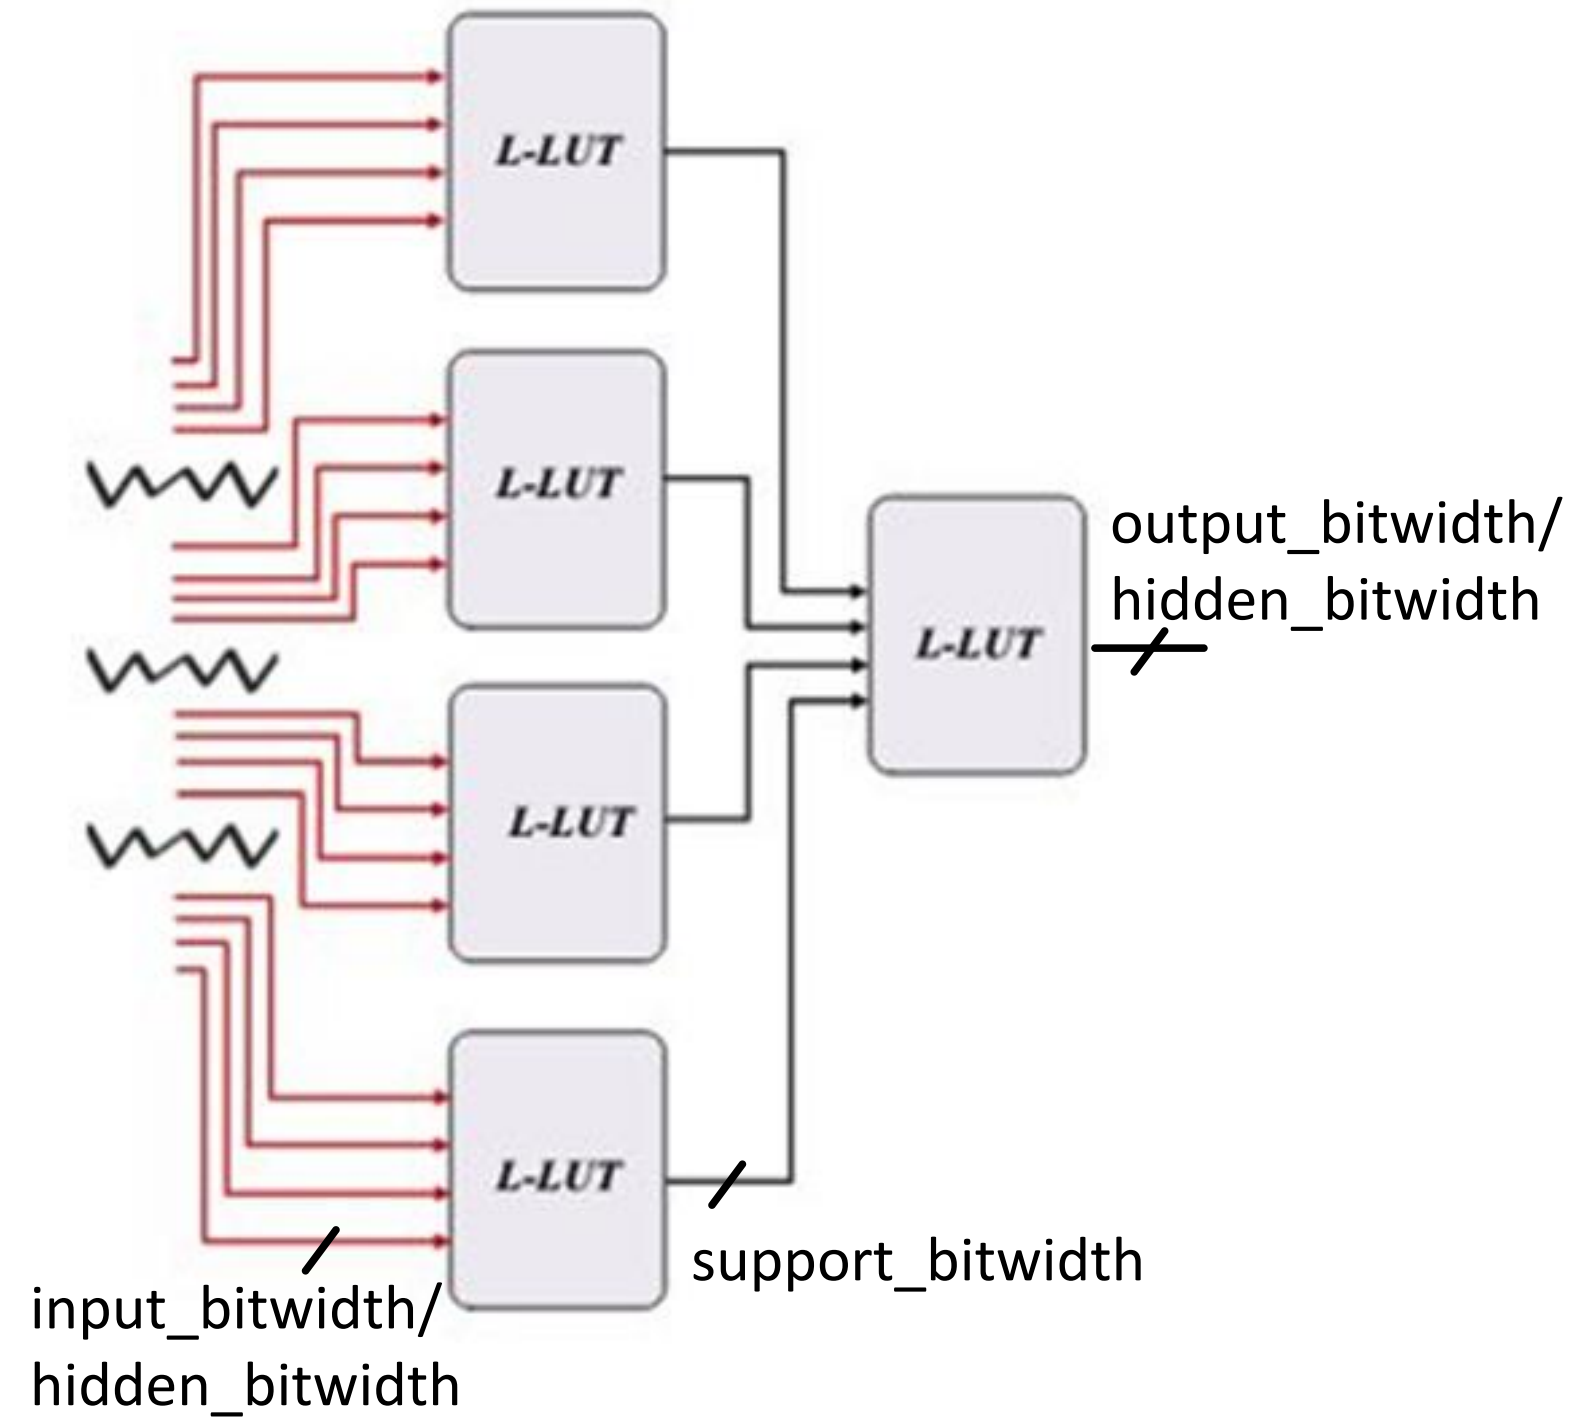 L-LUT
L-LUT
L-LUT
L-LUT
L-LUT
output_bitwidth/
hidden_bitwidth
support_bitwidth
input_bitwidth/
hidden_bitwidth